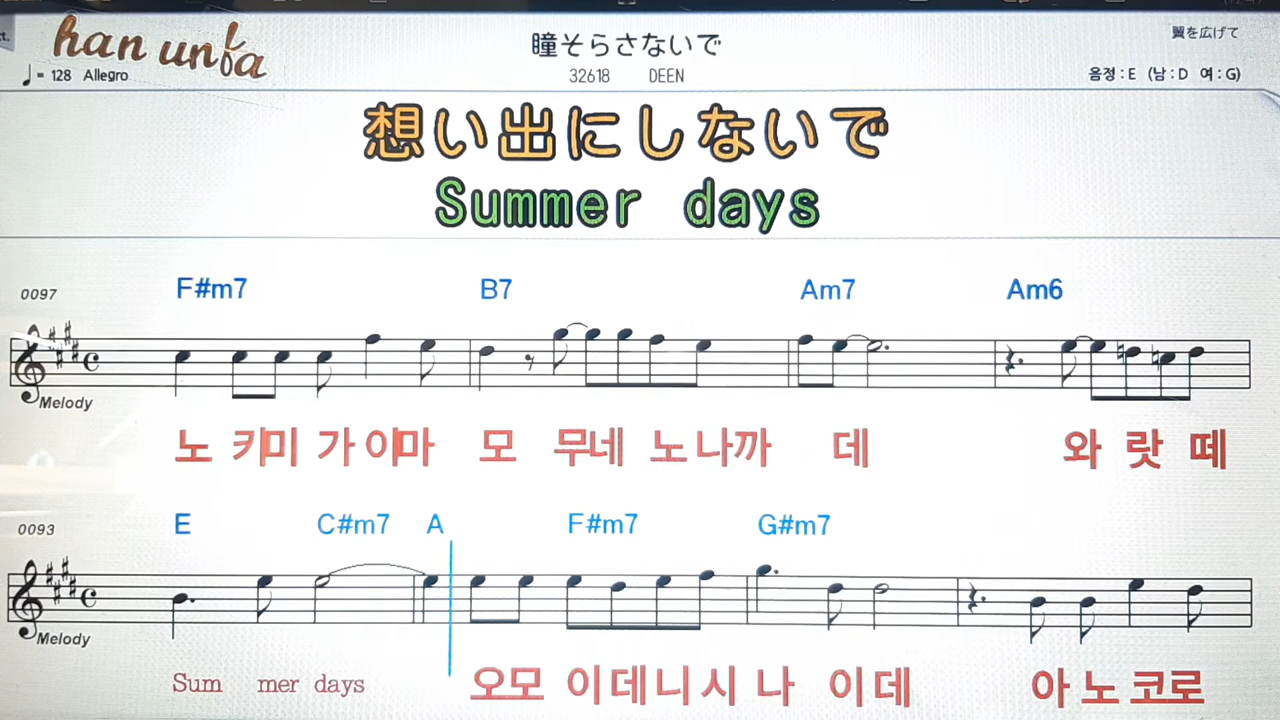 han unfa
瞳そらさないで
翼を広げて
♩= 128 Allegro
32618 DEEN
음정:E (남:D 여:G)
想い出にしないで
Summer days
F#m7 B7 Am7 Am6
0097
Melody
노 키미 가 이마 모 무네 노 나까 데 와 랏 떼
E C#m7 A F#m7 G#m7
0093
Melody
Sum mer days 오모 이 데 니 시 나 이 데 아 노 코로